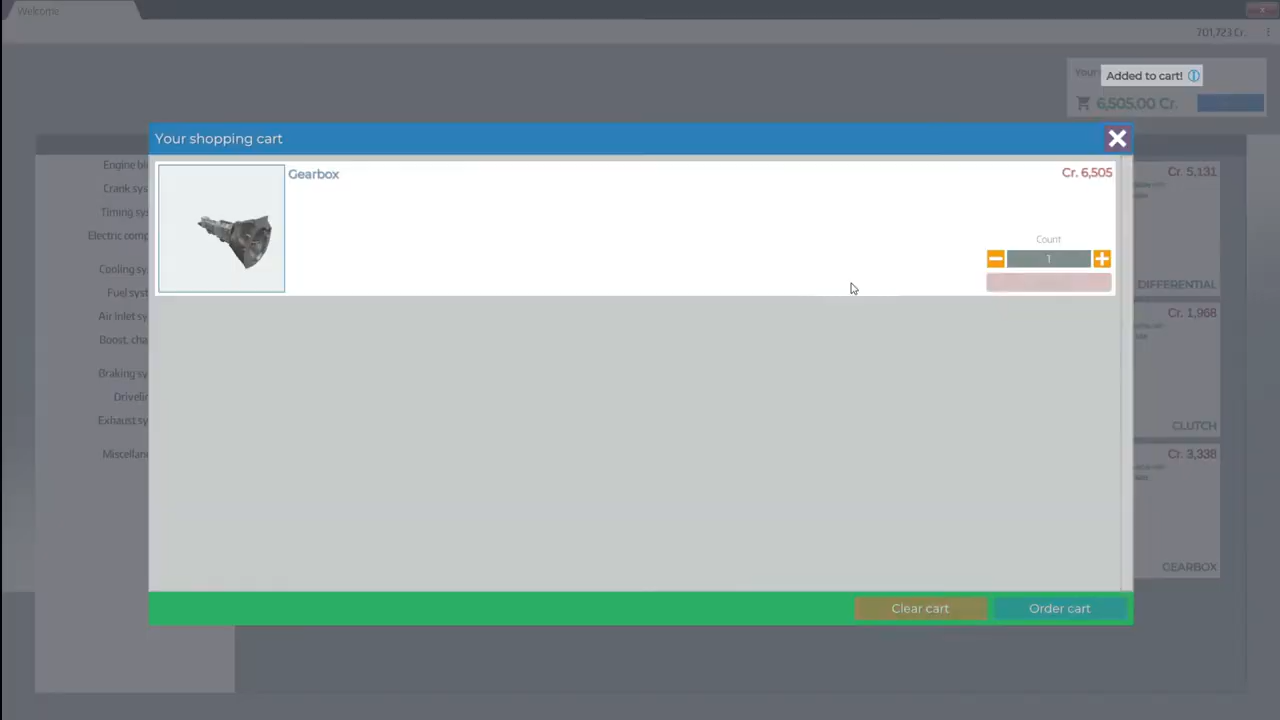 Welcome
701,723 Cr.
Your
Added to cart!
6,505.00 Cr.
Your shopping cart
Gearbox
Cr. 6,505
Count
1
Engine bl
Crank sys
Timing sy
Electric comp
Cooling sy
Fuel syst
Air inlet sy
Boost, cha
Braking sy
Driveli
Exhaust sy
Miscellan
Cr. 5,131
DIFFERENTIAL
Cr. 1,968
CLUTCH
Cr. 3,338
GEARBOX
Clear cart
Order cart